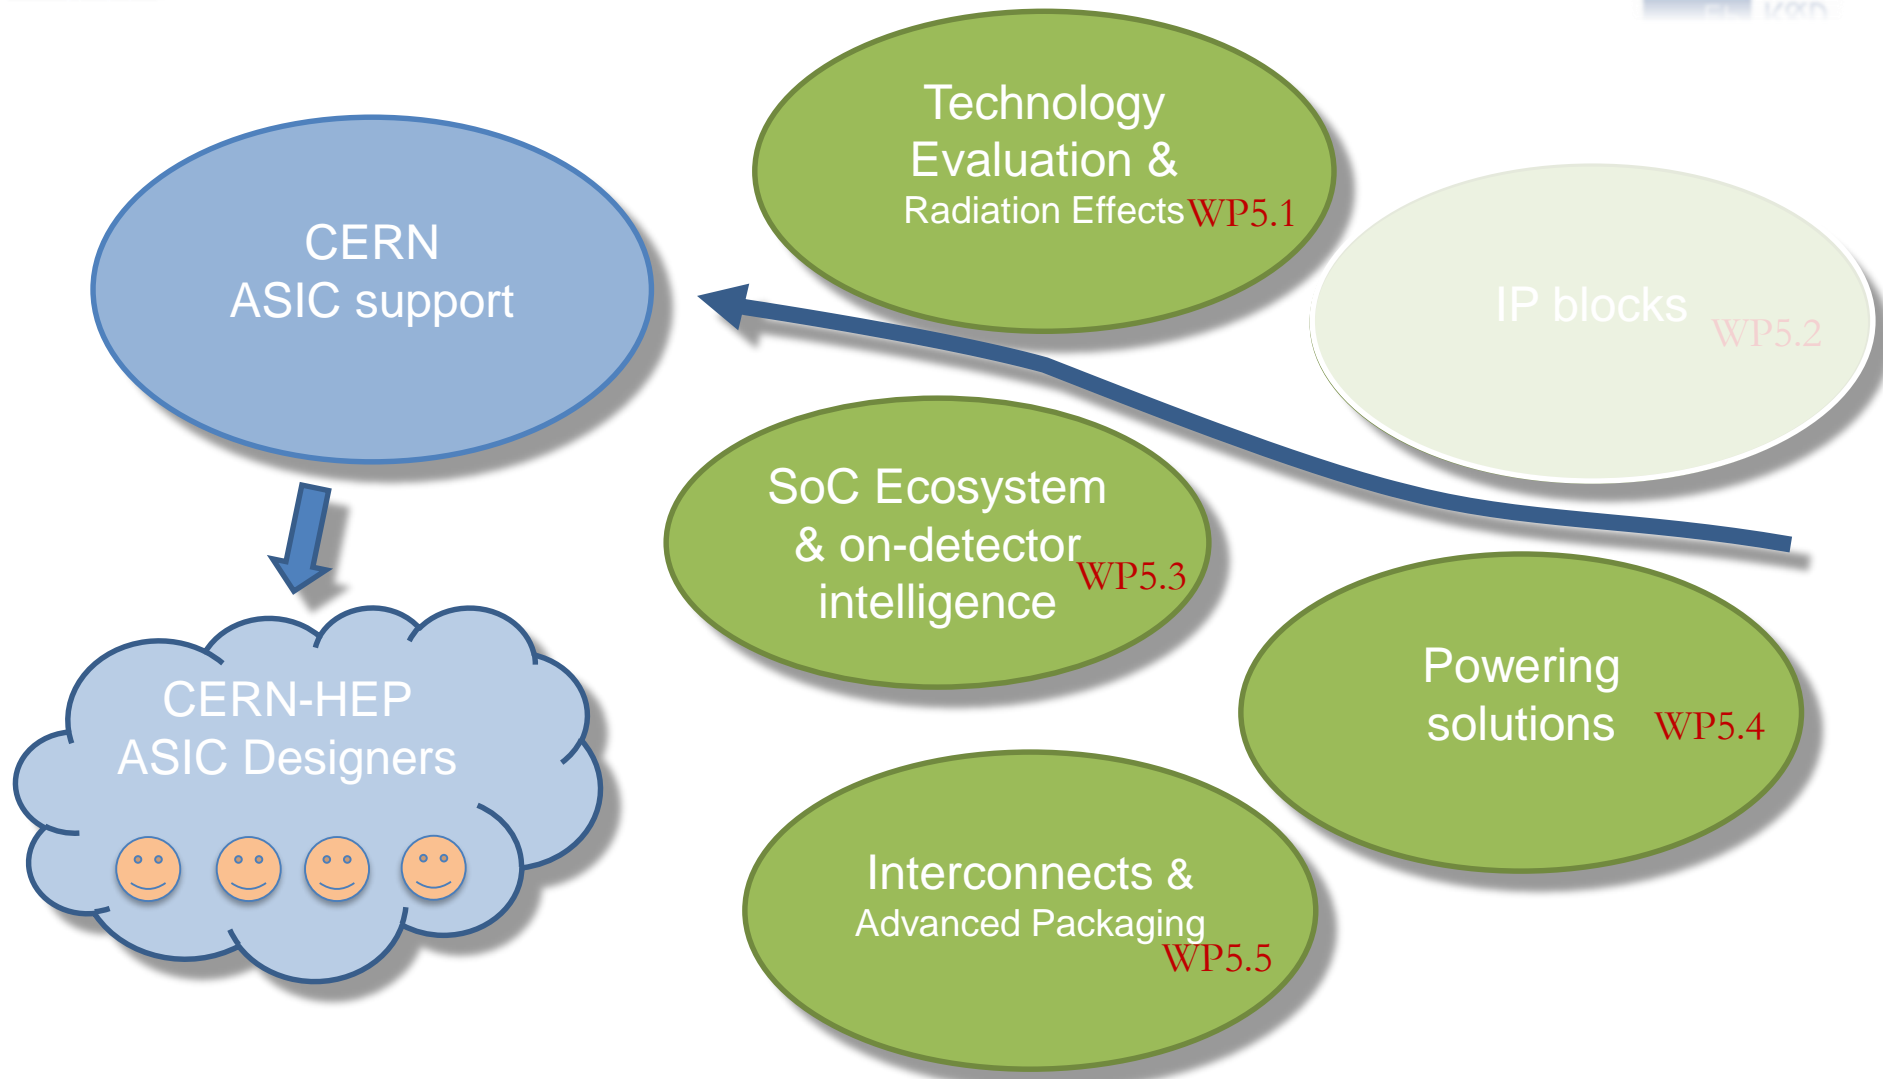 Technology
Evaluation &
Radiation Effects WP5.1
CERN
ASIC support
IP blocks WP5.2
SoC Ecosystem
& on-detector
intelligence WP5.3
Powering
solutions WP5.4
CERN-HEP
ASIC Designers
Interconnects &
Advanced Packaging
WP5.5